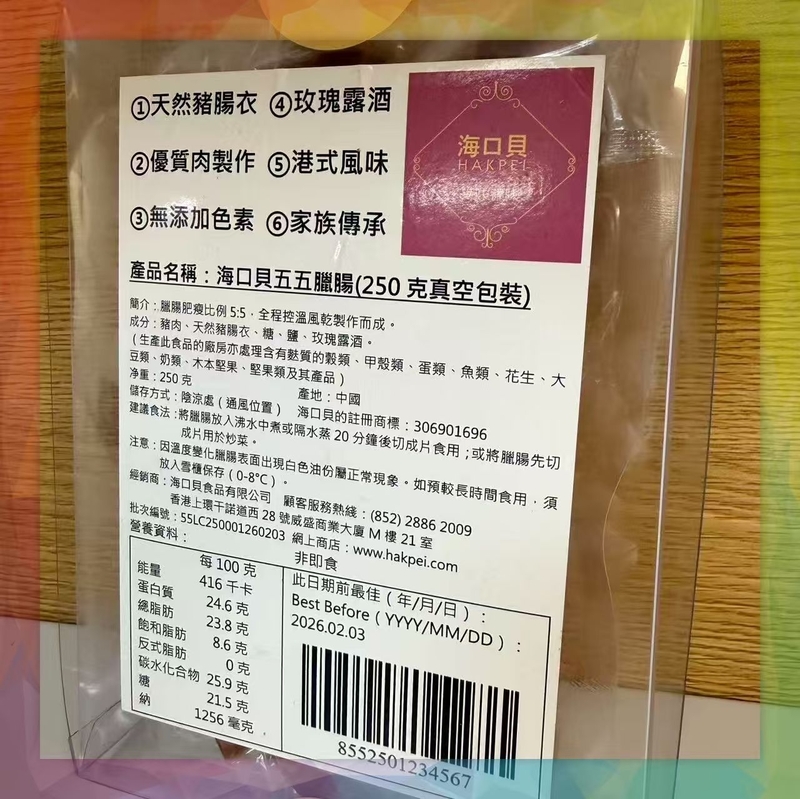 ①天然豬腸衣 ④玫瑰露酒
②優質肉製作 ⑤港式風味
③無添加色素 ⑥家族傳承
海口貝
HAKPEI
產品名稱：海口貝五五臘腸(250 克真空包裝)
簡介：臘腸肥瘦比例 5:5，全程控溫風乾製作而成。
成分：豬肉、天然豬腸衣、糖、鹽、玫瑰露酒。
（生產此食品的廠房亦處理含有麩質的穀類、甲殼類、蛋類、魚類、花生、大
豆類、奶類、木本堅果、堅果類及其產品）
淨重：250 克 產地：中國
儲存方式：陰涼處（通風位置） 海口貝的註冊商標：306901696
建議食法：將臘腸放入沸水中煮或隔水蒸 20 分鐘後切成片食用；或將臘腸先切
成片用於炒菜。
注意：因溫度變化臘腸表面出現白色油份屬正常現象。如預較長時間食用，須
放入雪櫃保存（0-8°C）。
經銷商：海口貝食品有限公司 顧客服務熱綫：(852) 2886 2009
香港上環干諾道西 28 號威盛商業大廈 M 樓 21 室
批次編號：55LC250001260203 網上商店：www.hakpei.com
營養資料： 非即食
每 100 克
能量 416 千卡
蛋白質 24.6 克
總脂肪 23.8 克
飽和脂肪 8.6 克
反式脂肪 0 克
碳水化合物 25.9 克
糖 21.5 克
納 1256 毫克
此日期前最佳（年/月/日）：
Best Before（YYYY/MM/DD）：
2026.02.03
8552501234567